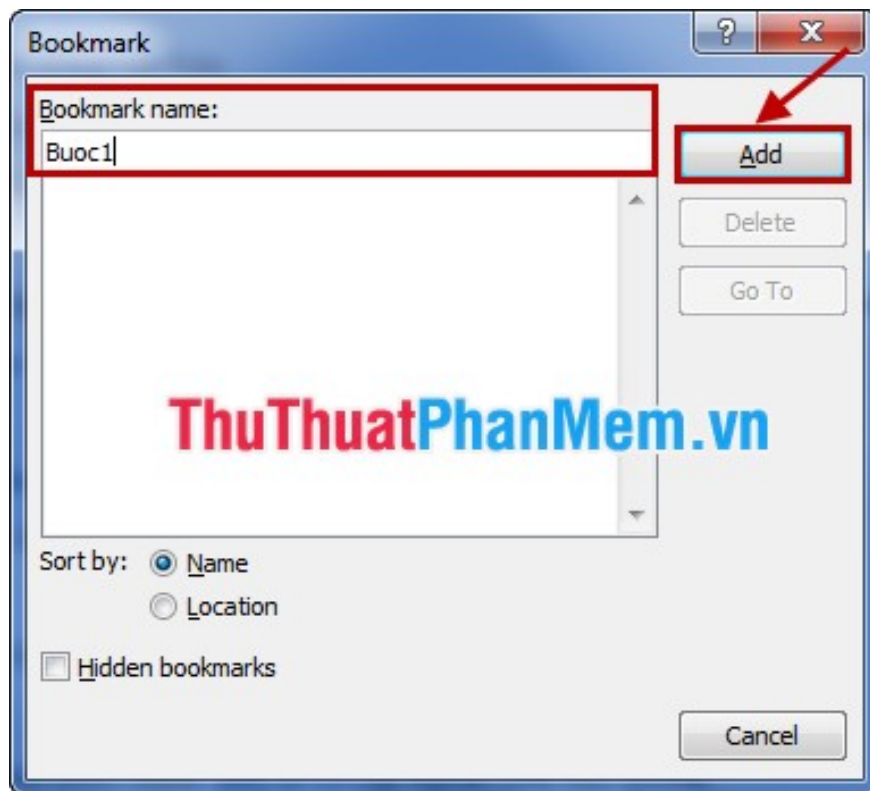 Bookmark
?
X
Bookmark name:
Buoc1
Add
Delete
Go To
ThuThuatPhanMem.vn
Sort by:
Name
Location
Hidden bookmarks
Cancel